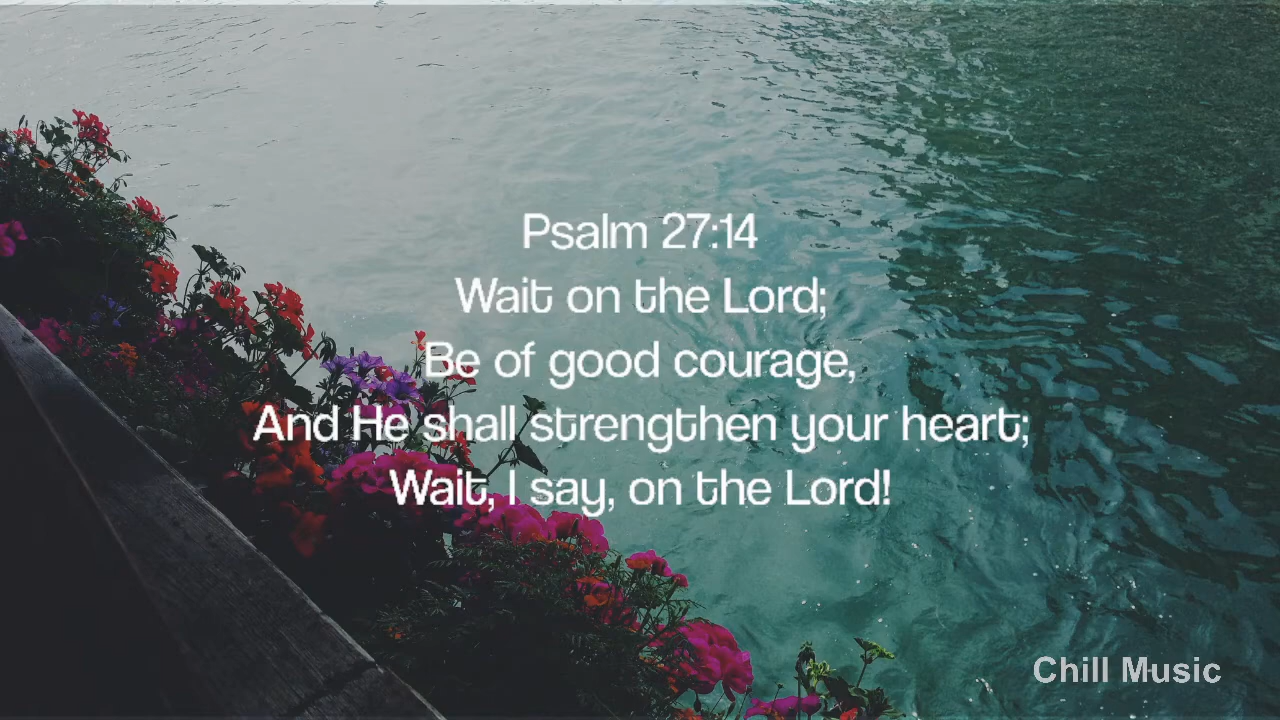 Psalm 27:14
Wait on the Lord;
Be of good courage,
And He shall strengthen your heart;
Wait, I say, on the Lord!
Chill Music